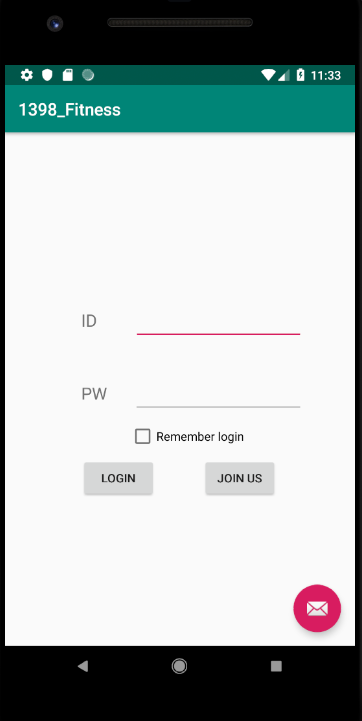 11:33
1398_Fitness
ID
PW
Remember login
LOGIN JOIN US